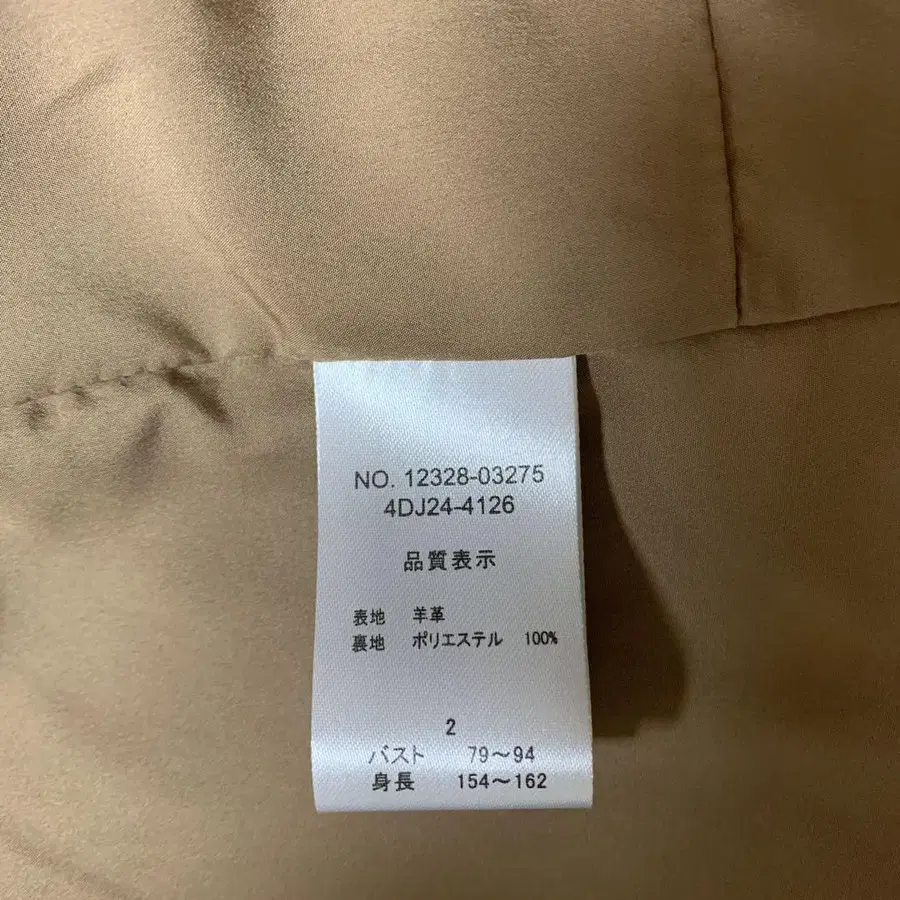 NO. 12328-03275
4DJ24-4126
品質表示
表地 羊革
裏地 ポリエステル 100%
2
バスト 79～94
身長 154～162